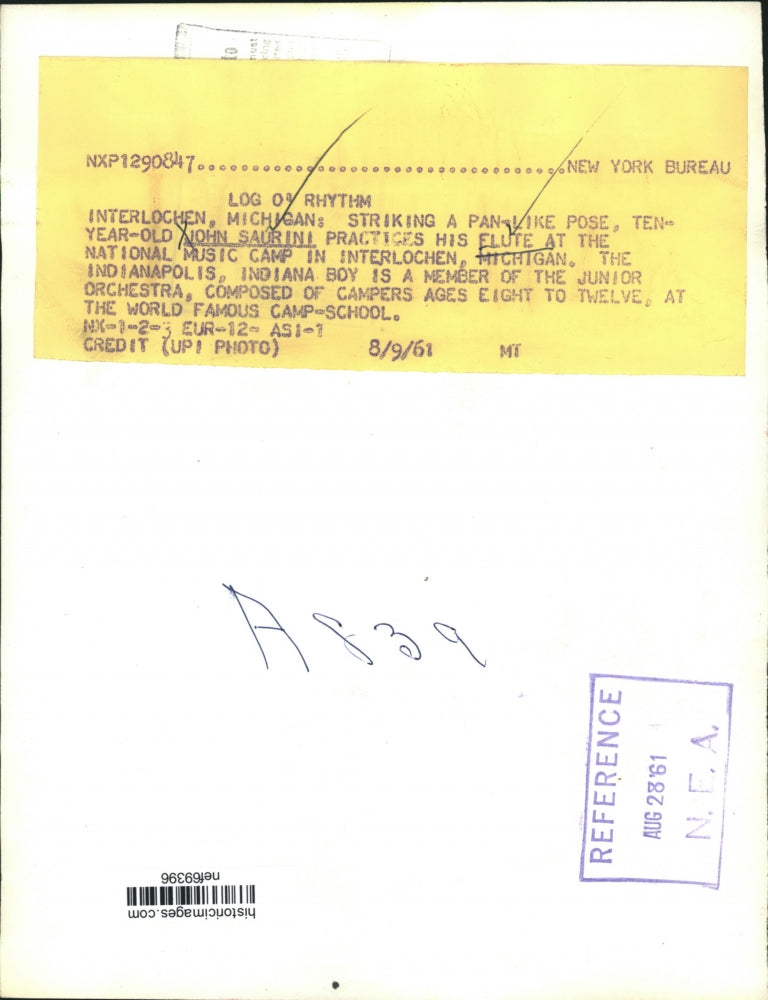 NXP1290847......................................NEW YORK BUREAU
LOG O' RHYTHM
INTERLOCHEN, MICHIGAN: STRIKING A PAN-LIKE POSE, TEN-
YEAR-OLD JOHN SAURINI PRACTICES HIS FLUTE AT THE
NATIONAL MUSIC CAMP IN INTERLOCHEN, MICHIGAN. THE
INDIANAPOLIS, INDIANA BOY IS A MEMBER OF THE JUNIOR
ORCHESTRA, COMPOSED OF CAMPERS AGES EIGHT TO TWELVE, AT
THE WORLD FAMOUS CAMP-SCHOOL.
NX-1-2-3 EUR-12- ASI-1
CREDIT (UPI PHOTO) 8/9/61 MT
A 839
REFERENCE
AUG 28 '61
N. E. A.
historicimages.com
nef69396